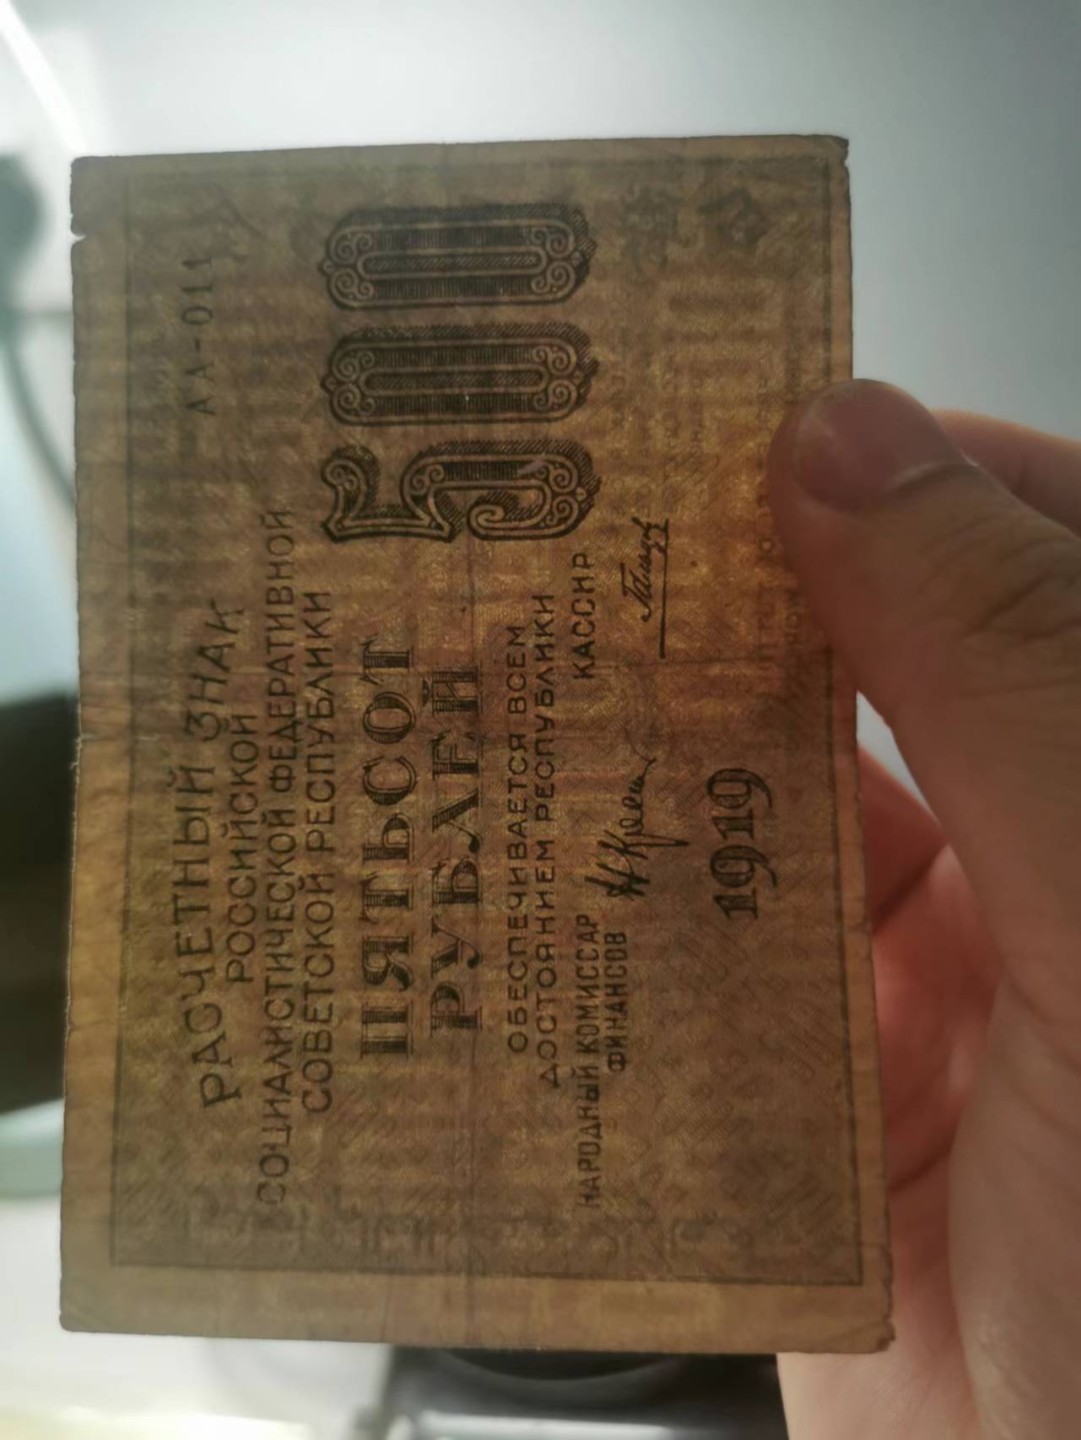 РАСЧЕТНЫЙ ЗНАК
АА-011
РОССИЙСКОЙ
СОЦИАЛИСТИЧЕСКОЙ ФЕДЕРАТИВНОЙ
СОВЕТСКОЙ РЕСПУБЛИКИ
ПЯТЬСОТ
РУБЛЕЙ
500
ОБЕСПЕЧИВАЕТСЯ ВСЕМ
ДОСТОЯНИЕМ РЕСПУБЛИКИ
НАРОДНЫЙ КОМИССАР
ФИНАНСОВ
КАССИР
1919